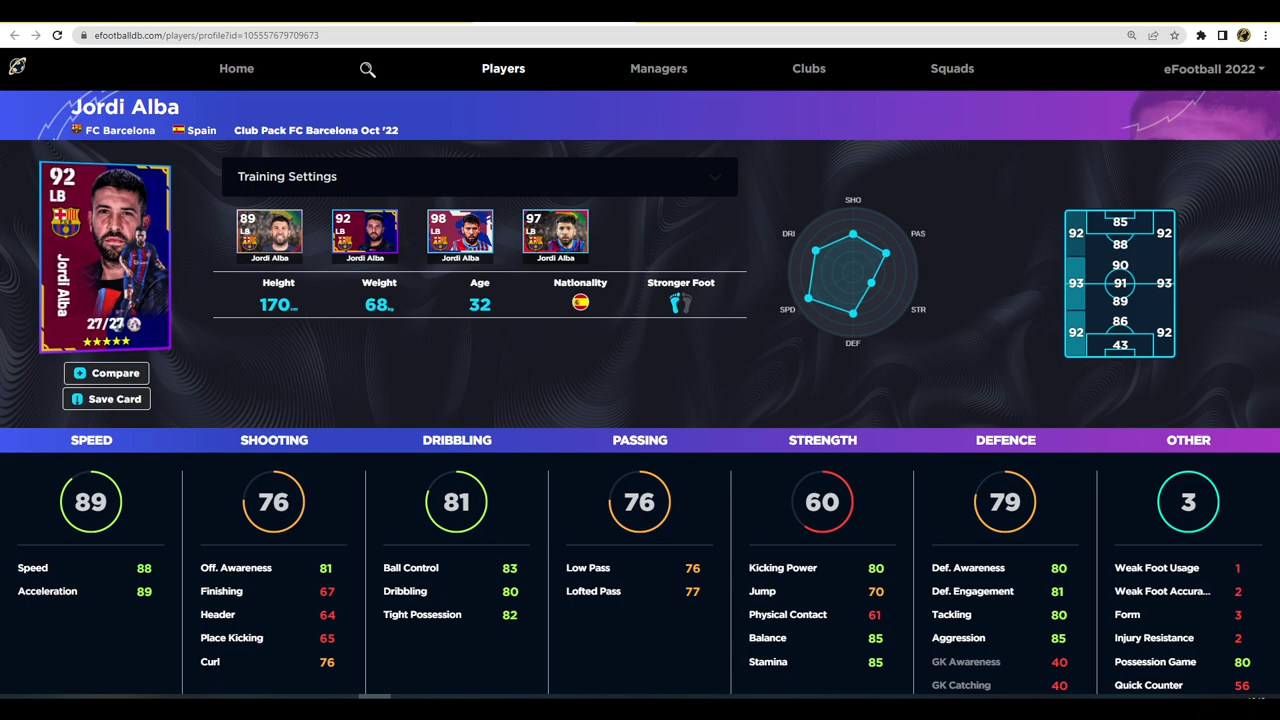 efootballdb.com/players/profile?id=105557679709673
Home
Players
Managers
Clubs
Squads
eFootball 2022
Jordi Alba
FC Barcelona
Spain
Club Pack FC Barcelona Oct '22
92
LB
Jordi Alba
27/27
Compare
Save Card
Training Settings
89
LB
Jordi Alba
92
LB
Jordi Alba
98
LB
Jordi Alba
97
LB
Jordi Alba
Height
Weight
Age
Nationality
Stronger Foot
170cm
68kg
32
SHO
PAS
STR
DEF
SPD
DRI
85
92
92
88
90
93
91
93
89
86
92
92
43
SPEED
SHOOTING
DRIBBLING
PASSING
STRENGTH
DEFENCE
OTHER
89
76
81
76
60
79
3
Speed 88
Acceleration 89
Off. Awareness 81
Finishing 67
Header 64
Place Kicking 65
Curl 76
Ball Control 83
Dribbling 80
Tight Possession 82
Low Pass 76
Lofted Pass 77
Kicking Power 80
Jump 70
Physical Contact 61
Balance 85
Stamina 85
Def. Awareness 80
Def. Engagement 81
Tackling 80
Aggression 85
GK Awareness 40
GK Catching 40
Weak Foot Usage 1
Weak Foot Accura... 2
Form 3
Injury Resistance 2
Possession Game 80
Quick Counter 56